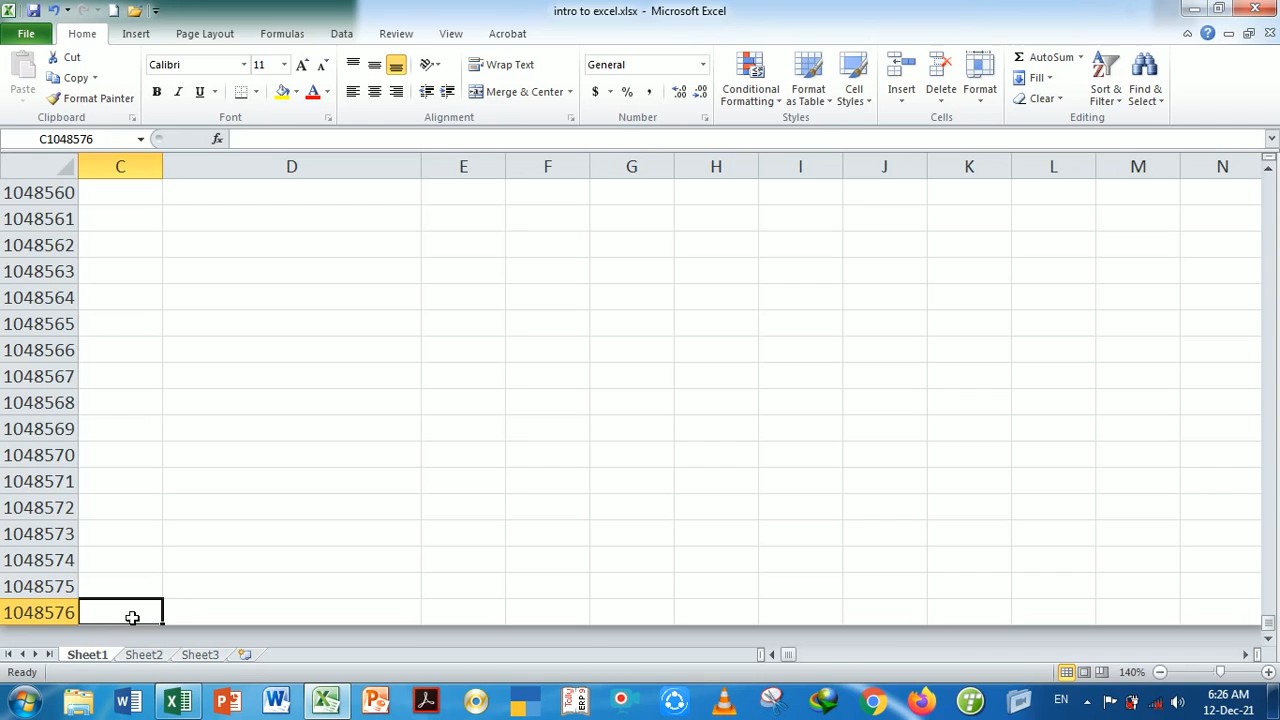 intro to excel.xlsx - Microsoft Excel
File Home Insert Page Layout Formulas Data Review View Acrobat
Paste
Cut
Copy
Format Painter
Clipboard
Calibri 11
B I U A
Font
Wrap Text
Merge & Center
Alignment
General
$ % ,
Number
Conditional Formatting
Format as Table
Cell Styles
Styles
Insert Delete Format
Cells
Σ AutoSum
Fill
Clear
Sort & Filter
Find & Select
Editing
C1048576 fx
C D E F G H I J K L M N
1048560
1048561
1048562
1048563
1048564
1048565
1048566
1048567
1048568
1048569
1048570
1048571
1048572
1048573
1048574
1048575
1048576
Sheet1 Sheet2 Sheet3
Ready 140%
EN 6:26 AM
12-Dec-21